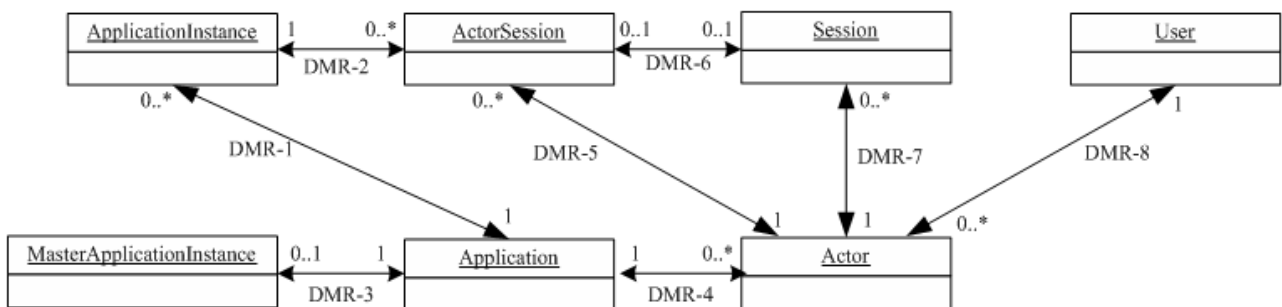 ApplicationInstance 1 0..* ActorSession 0..1 0..1 Session User
DMR-2 DMR-6
0..* 0..* 0..* 1
DMR-1 DMR-5 DMR-7 DMR-8
1 1 1 0..*
MasterApplicationInstance 0..1 1 Application 1 0..* Actor
DMR-3 DMR-4